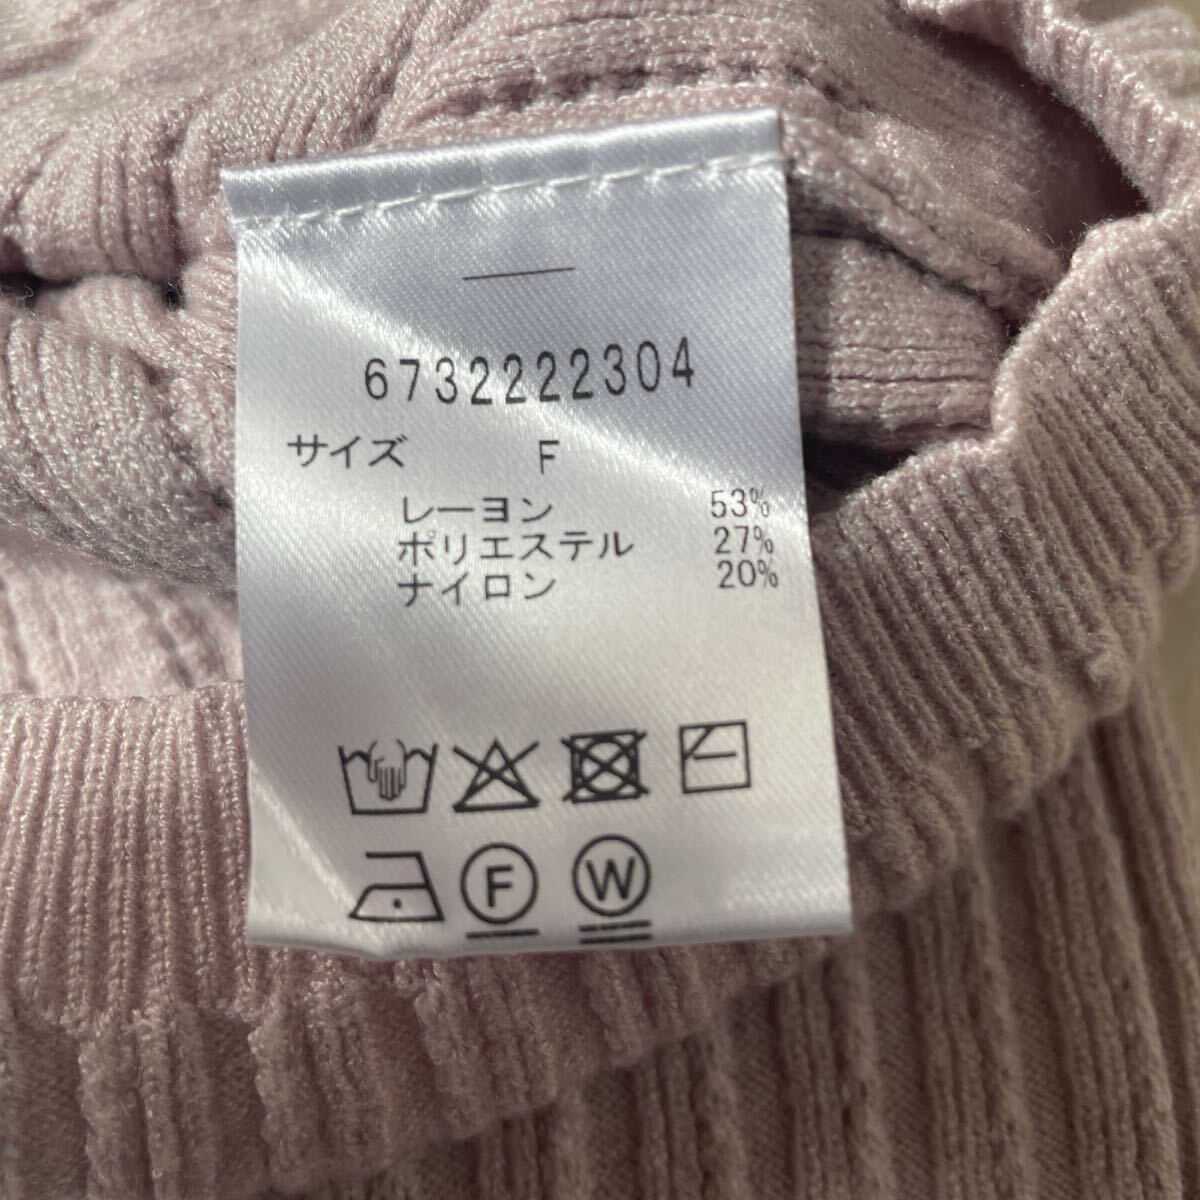 6732222304
サイズ F
レーヨン 53%
ポリエステル 27%
ナイロン 20%
F W